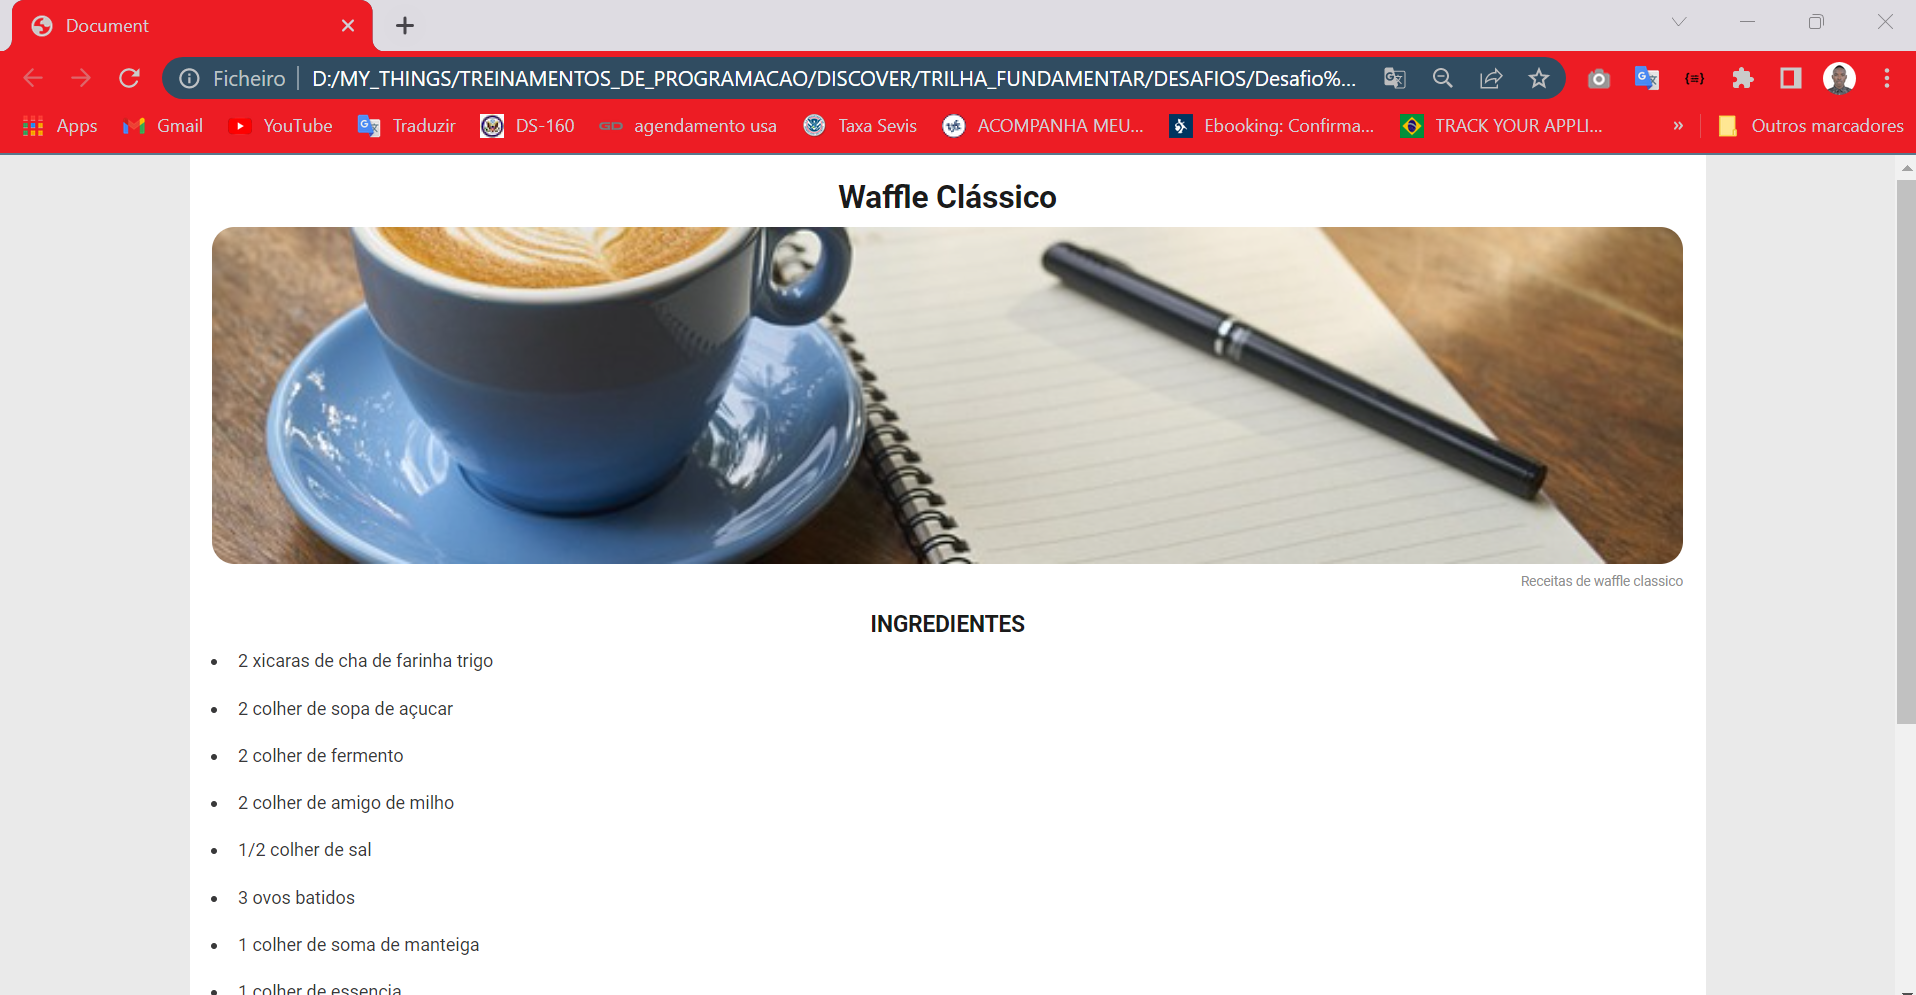 Document
Ficheiro
D:/MY_THINGS/TREINAMENTOS_DE_PROGRAMACAO/DISCOVER/TRILHA_FUNDAMENTAR/DESAFIOS/Desafio%...
Apps Gmail YouTube Traduzir DS-160 GD agendamento usa Taxa Sevis ACOMPANHA MEU... Ebooking: Confirma... TRACK YOUR APPLI... » Outros marcadores
Waffle Clássico
Receitas de waffle classico
INGREDIENTES
• 2 xicaras de cha de farinha trigo
• 2 colher de sopa de açucar
• 2 colher de fermento
• 2 colher de amigo de milho
• 1/2 colher de sal
• 3 ovos batidos
• 1 colher de soma de manteiga
• 1 colher de essencia